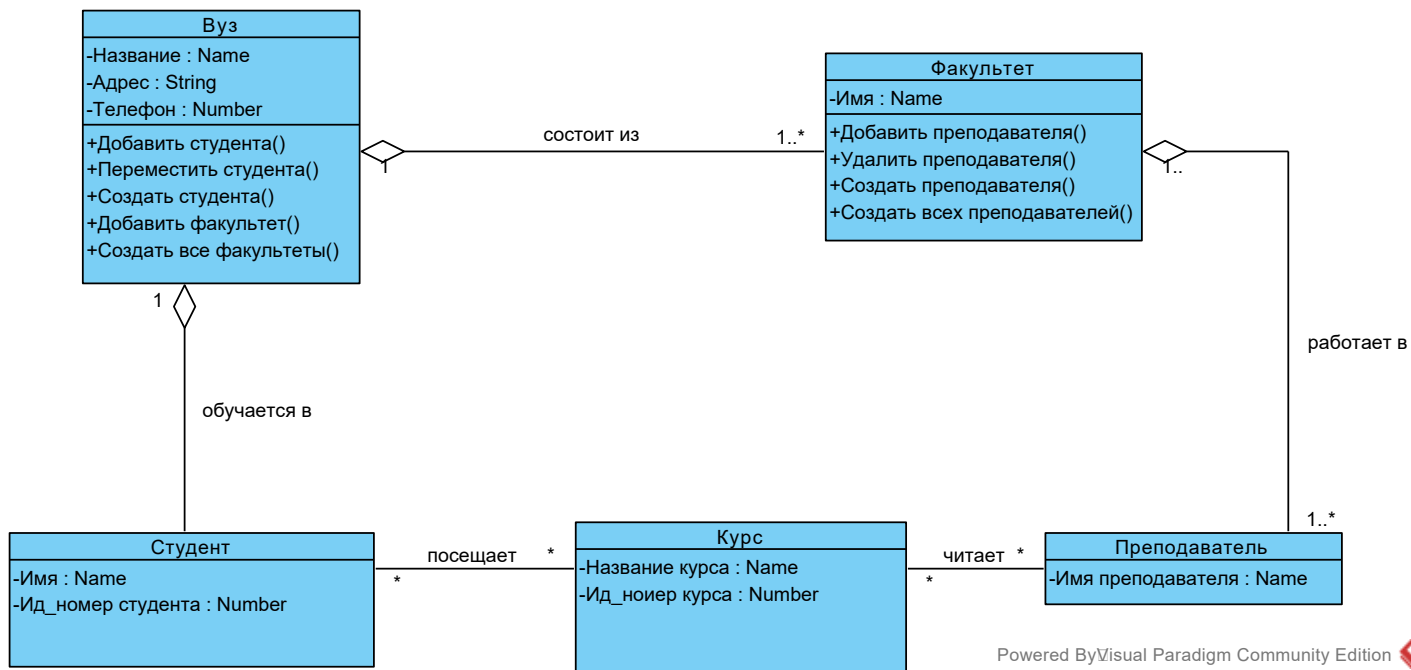 Вуз
-Название : Name
-Адрес : String
-Телефон : Number
+Добавить студента()
+Переместить студента()
+Создать студента()
+Добавить факультет()
+Создать все факультеты()
1
состоит из
1..*
Факультет
-Имя : Name
+Добавить преподавателя()
+Удалить преподавателя()
+Создать преподавателя()
+Создать всех преподавателей()
1..
работает в
1..*
1
обучается в
Студент
-Имя : Name
-Ид_номер студента : Number
посещает
*
*
Курс
-Название курса : Name
-Ид_ноиер курса : Number
читает
*
*
Преподаватель
-Имя преподавателя : Name
Powered By Visual Paradigm Community Edition